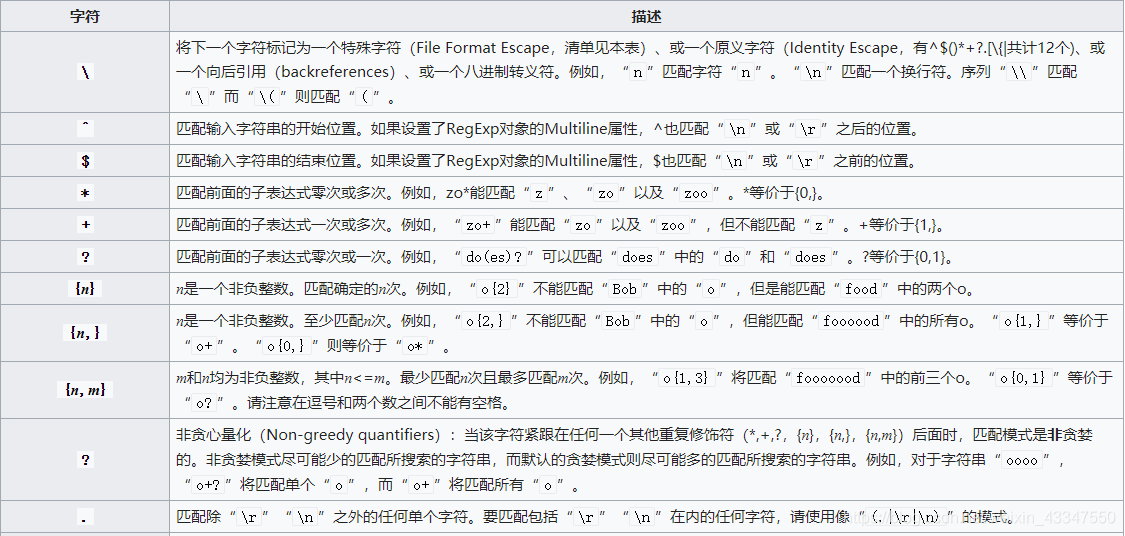 字符 描述
\ 将下一个字符标记为一个特殊字符（File Format Escape，清单见本表）、或一个原义字符（Identity Escape，有^$()*+?.[\{|共计12个)、或
一个向后引用（backreferences）、或一个八进制转义符。例如，“n”匹配字符“n”。“\n”匹配一个换行符。序列“\\”匹配
“\”而“\(”则匹配“(”。
^ 匹配输入字符串的开始位置。如果设置了RegExp对象的Multiline属性，^也匹配“\n”或“\r”之后的位置。
$ 匹配输入字符串的结束位置。如果设置了RegExp对象的Multiline属性，$也匹配“\n”或“\r”之前的位置。
* 匹配前面的子表达式零次或多次。例如，zo*能匹配“z”、“zo”以及“zoo”。*等价于{0,}。
+ 匹配前面的子表达式一次或多次。例如，“zo+”能匹配“zo”以及“zoo”，但不能匹配“z”。+等价于{1,}。
? 匹配前面的子表达式零次或一次。例如，“do(es)?”可以匹配“does”中的“do”和“does”。?等价于{0,1}。
{n} n是一个非负整数。匹配确定的n次。例如，“o{2}”不能匹配“Bob”中的“o”，但是能匹配“food”中的两个o。
{n,} n是一个非负整数。至少匹配n次。例如，“o{2,}”不能匹配“Bob”中的“o”，但能匹配“foooood”中的所有o。“o{1,}”等价于
“o+”。“o{0,}”则等价于“o*”。
{n,m} m和n均为非负整数，其中n<=m。最少匹配n次且最多匹配m次。例如，“o{1,3}”将匹配“fooooood”中的前三个o。“o{0,1}”等价于
“o?”。请注意在逗号和两个数之间不能有空格。
? 非贪心量化（Non-greedy quantifiers）：当该字符紧跟在任何一个其他重复修饰符（*,+,?，{n}，{n,}，{n,m}）后面时，匹配模式是非贪婪
的。非贪婪模式尽可能少的匹配所搜索的字符串，而默认的贪婪模式则尽可能多的匹配所搜索的字符串。例如，对于字符串“oooo”，
“o+?”将匹配单个“o”，而“o+”将匹配所有“o”。
. 匹配除“\r”“\n”之外的任何单个字符。要匹配包括“\r”“\n”在内的任何字符，请使用像“(.|\r|\n)”的模式。